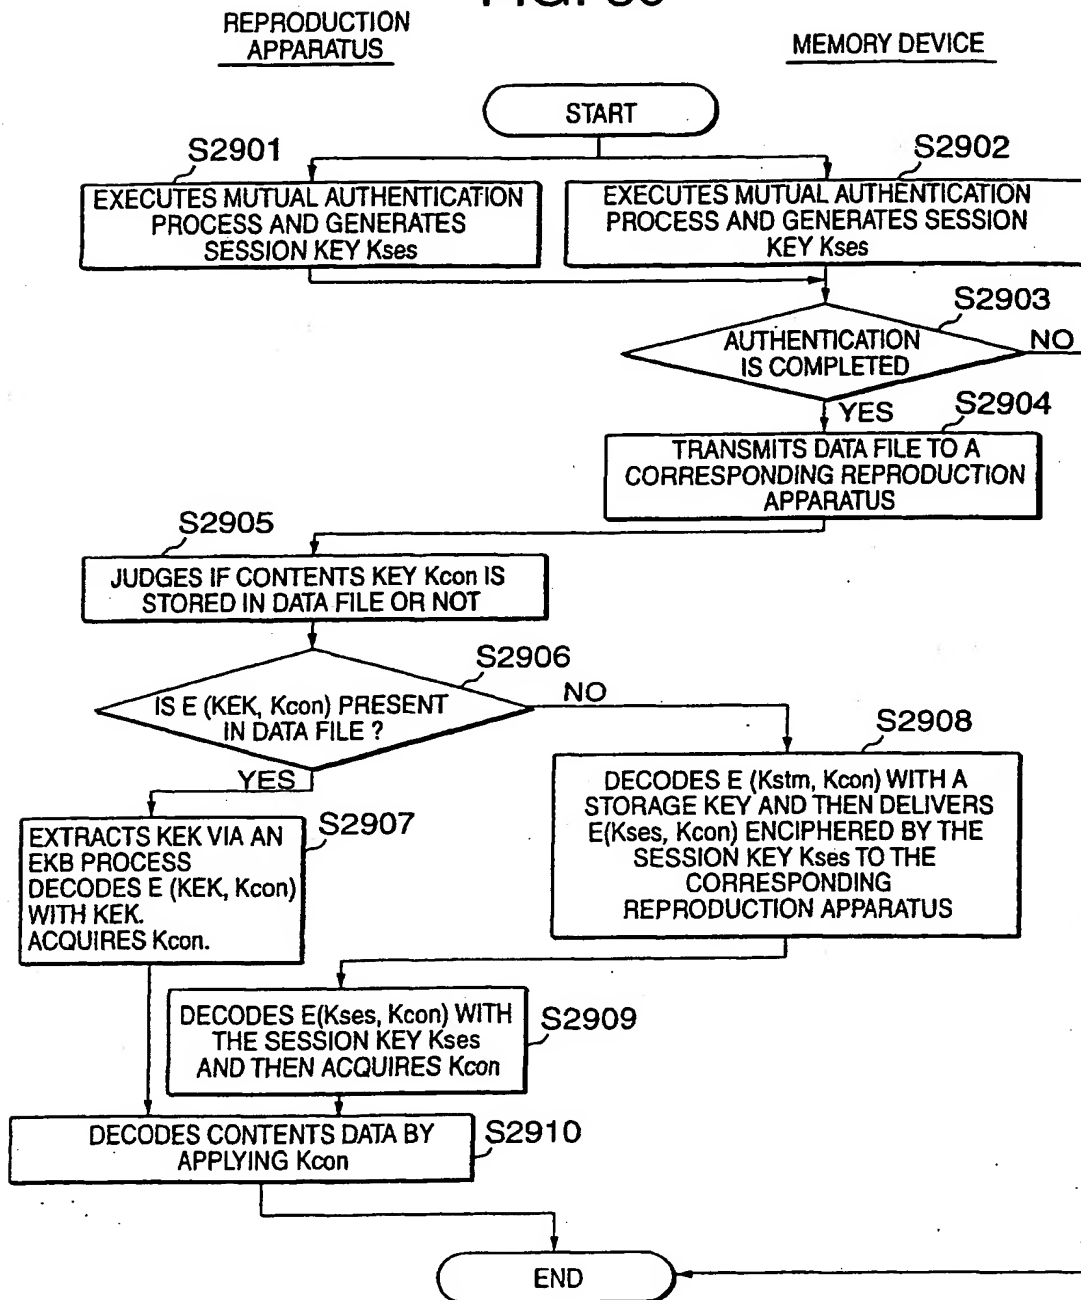 REPRODUCTION
APPARATUS
MEMORY DEVICE
START
S2901
EXECUTES MUTUAL AUTHENTICATION
PROCESS AND GENERATES
SESSION KEY Kses
S2902
EXECUTES MUTUAL AUTHENTICATION
PROCESS AND GENERATES SESSION
KEY Kses
S2903
AUTHENTICATION
IS COMPLETED
NO
YES
S2904
TRANSMITS DATA FILE TO A
CORRESPONDING REPRODUCTION
APPARATUS
S2905
JUDGES IF CONTENTS KEY Kcon IS
STORED IN DATA FILE OR NOT
S2906
IS E (KEK, Kcon) PRESENT
IN DATA FILE ?
NO
YES
S2907
EXTRACTS KEK VIA AN
EKB PROCESS
DECODES E (KEK, Kcon)
WITH KEK.
ACQUIRES Kcon.
S2908
DECODES E (Kstm, Kcon) WITH A
STORAGE KEY AND THEN DELIVERS
E(Kses, Kcon) ENCIPHERED BY THE
SESSION KEY Kses TO THE
CORRESPONDING
REPRODUCTION APPARATUS
S2909
DECODES E(Kses, Kcon) WITH
THE SESSION KEY Kses
AND THEN ACQUIRES Kcon
S2910
DECODES CONTENTS DATA BY
APPLYING Kcon
END